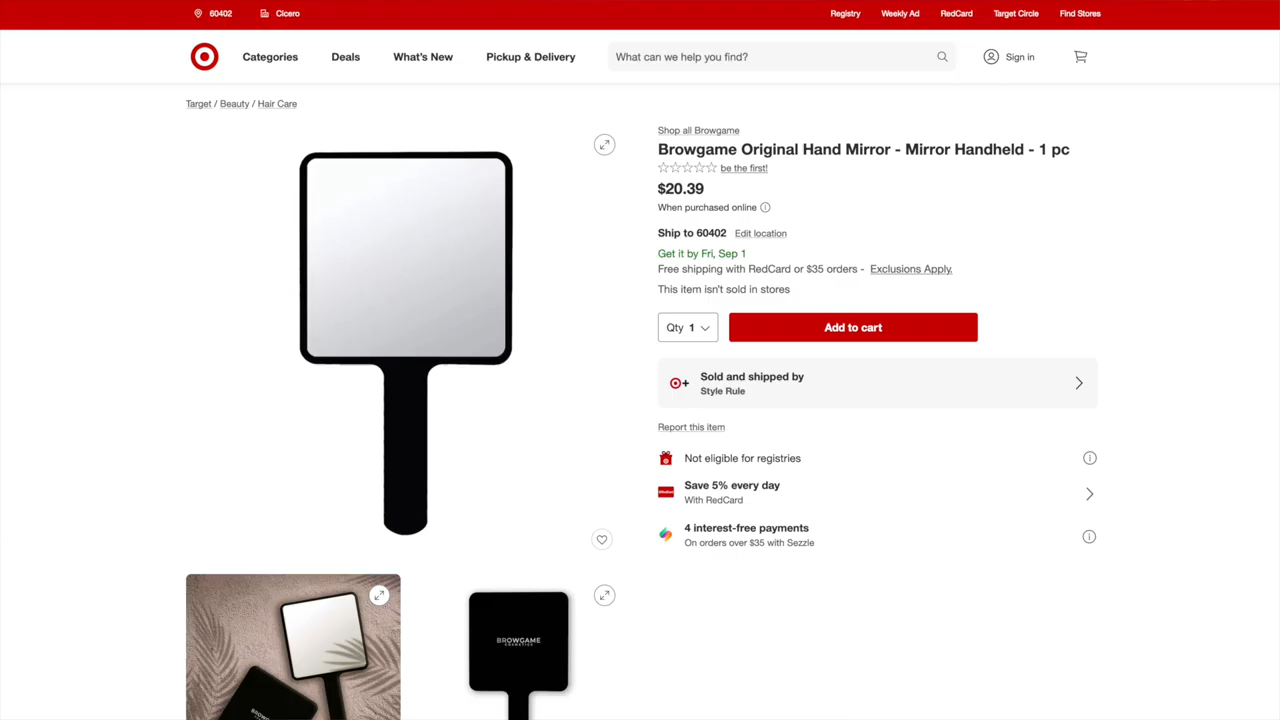 60402 Cicero Registry Weekly Ad RedCard Target Circle Find Stores
Categories Deals What's New Pickup & Delivery What can we help you find? Sign in
Target / Beauty / Hair Care
Shop all Browgame
Browgame Original Hand Mirror - Mirror Handheld - 1 pc
be the first!
$20.39
When purchased online
Ship to 60402 Edit location
Get it by Fri, Sep 1
Free shipping with RedCard or $35 orders - Exclusions Apply.
This item isn't sold in stores
Qty 1 Add to cart
Sold and shipped by
Style Rule
Report this item
Not eligible for registries
Save 5% every day
With RedCard
4 interest-free payments
On orders over $35 with Sezzle
BROWGAME
COSMETICS